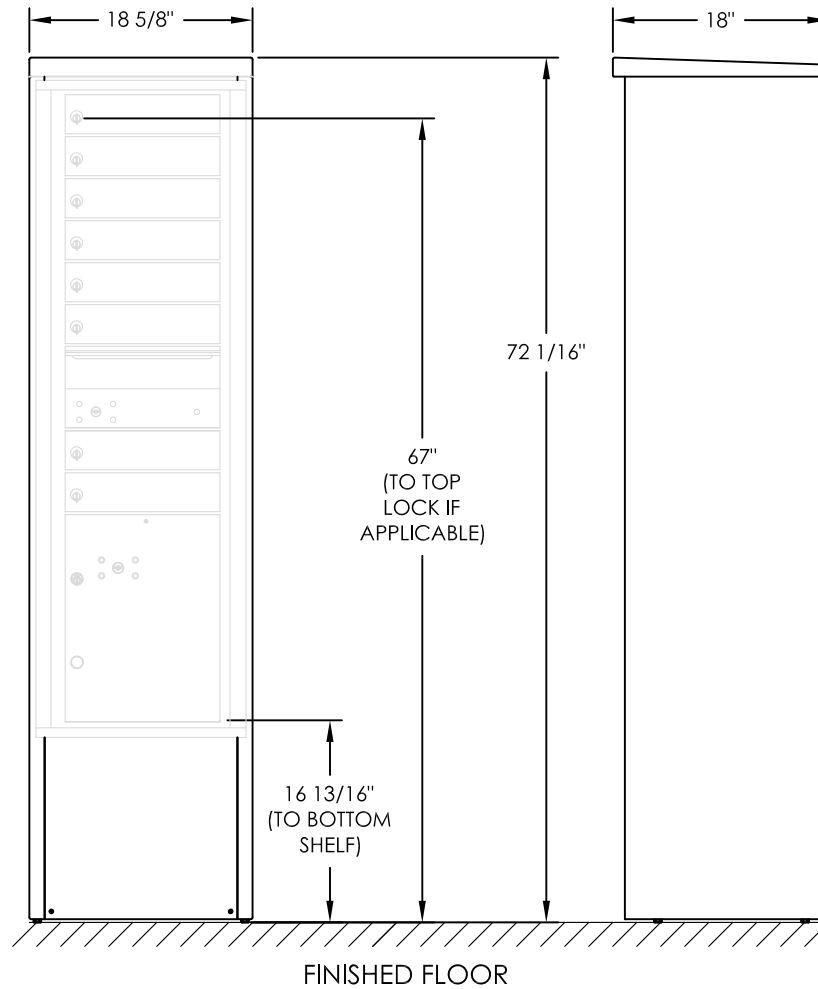 18 5/8"
18"
72 1/16"
67"
(TO TOP
LOCK IF
APPLICABLE)
16 13/16"
(TO BOTTOM
SHELF)
FINISHED FLOOR